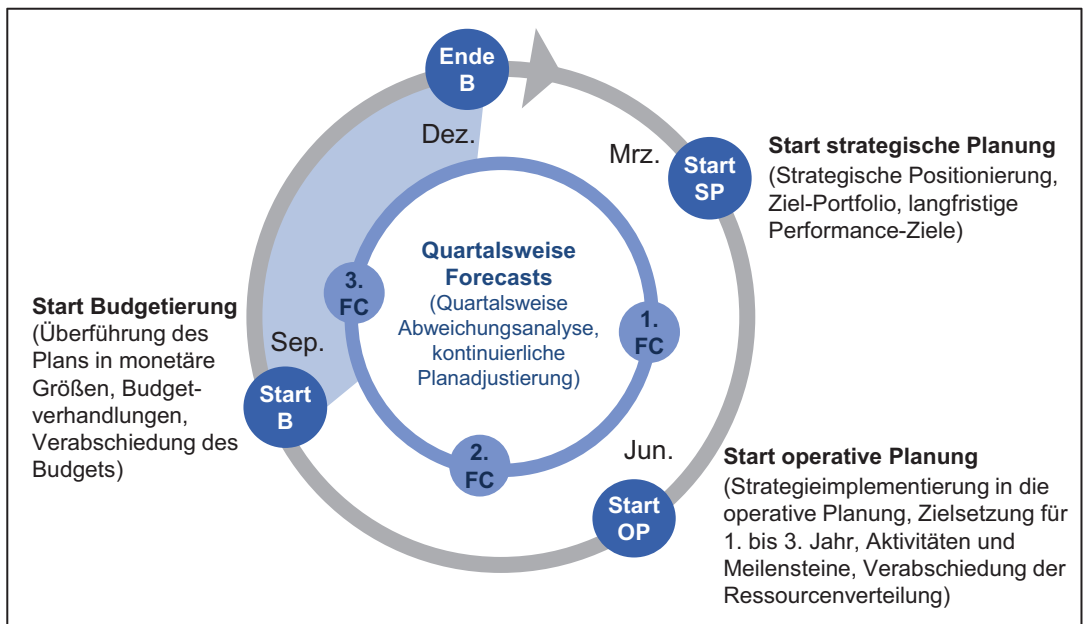 Ende
B
Dez.
Mrz.
Start
SP
Start strategische Planung
(Strategische Positionierung,
Ziel-Portfolio, langfristige
Performance-Ziele)
Quartalsweise
Forecasts
(Quartalsweise
Abweichungsanalyse,
kontinuierliche
Planadjustierung)
3.
FC
1.
FC
2.
FC
Start Budgetierung
(Überführung des
Plans in monetäre
Größen, Budget-
verhandlungen,
Verabschiedung des
Budgets)
Sep.
Start
B
Jun.
Start
OP
Start operative Planung
(Strategieimplementierung in die
operative Planung, Zielsetzung für
1. bis 3. Jahr, Aktivitäten und
Meilensteine, Verabschiedung der
Ressourcenverteilung)